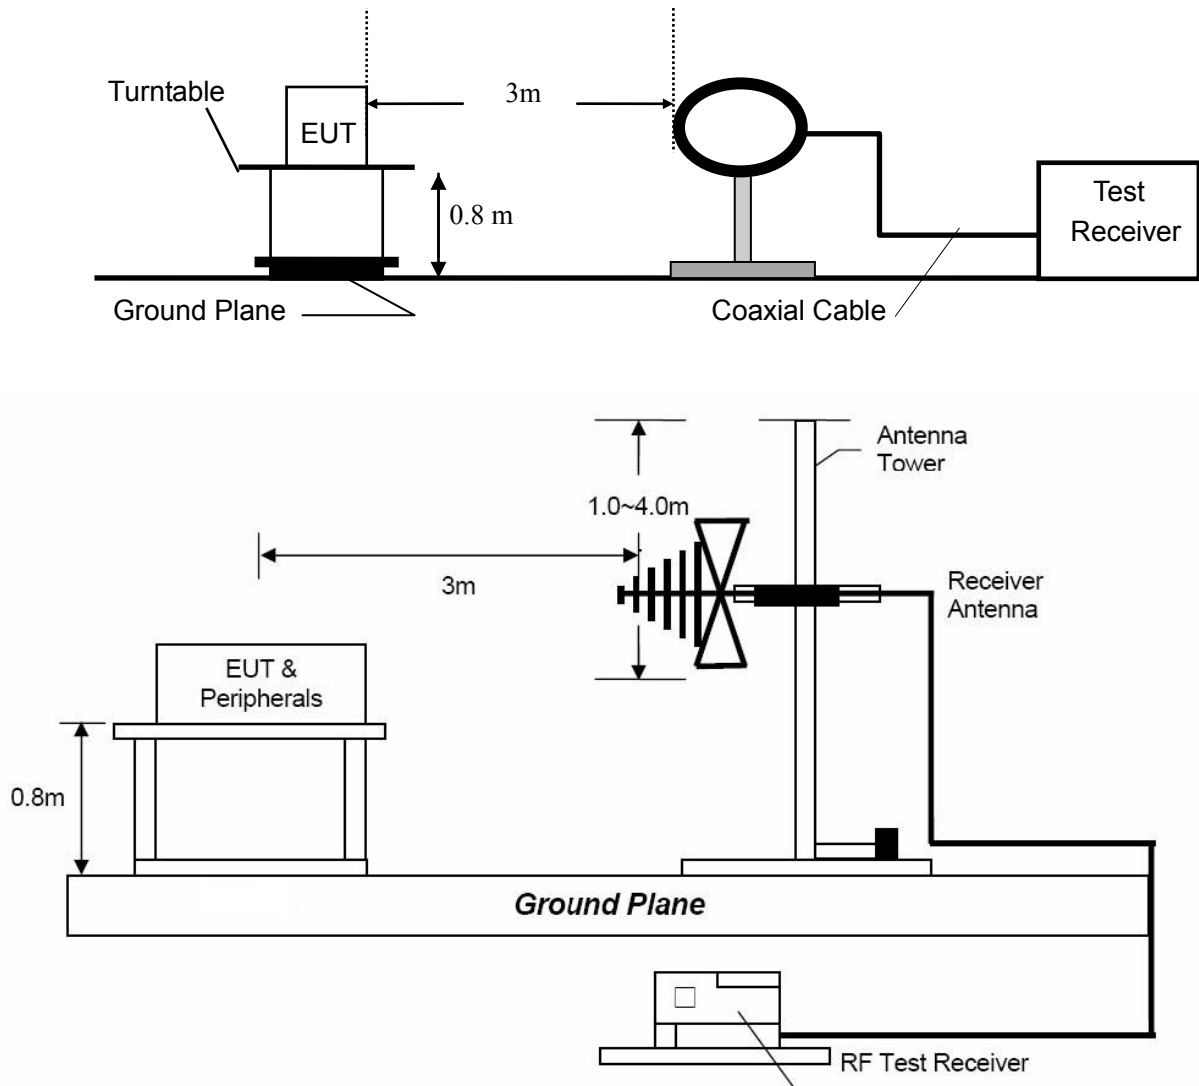 Turntable
EUT
3m
0.8 m
Test
Receiver
Ground Plane
Coaxial Cable
Antenna
Tower
1.0~4.0m
3m
Receiver
Antenna
EUT &
Peripherals
0.8m
Ground Plane
RF Test Receiver